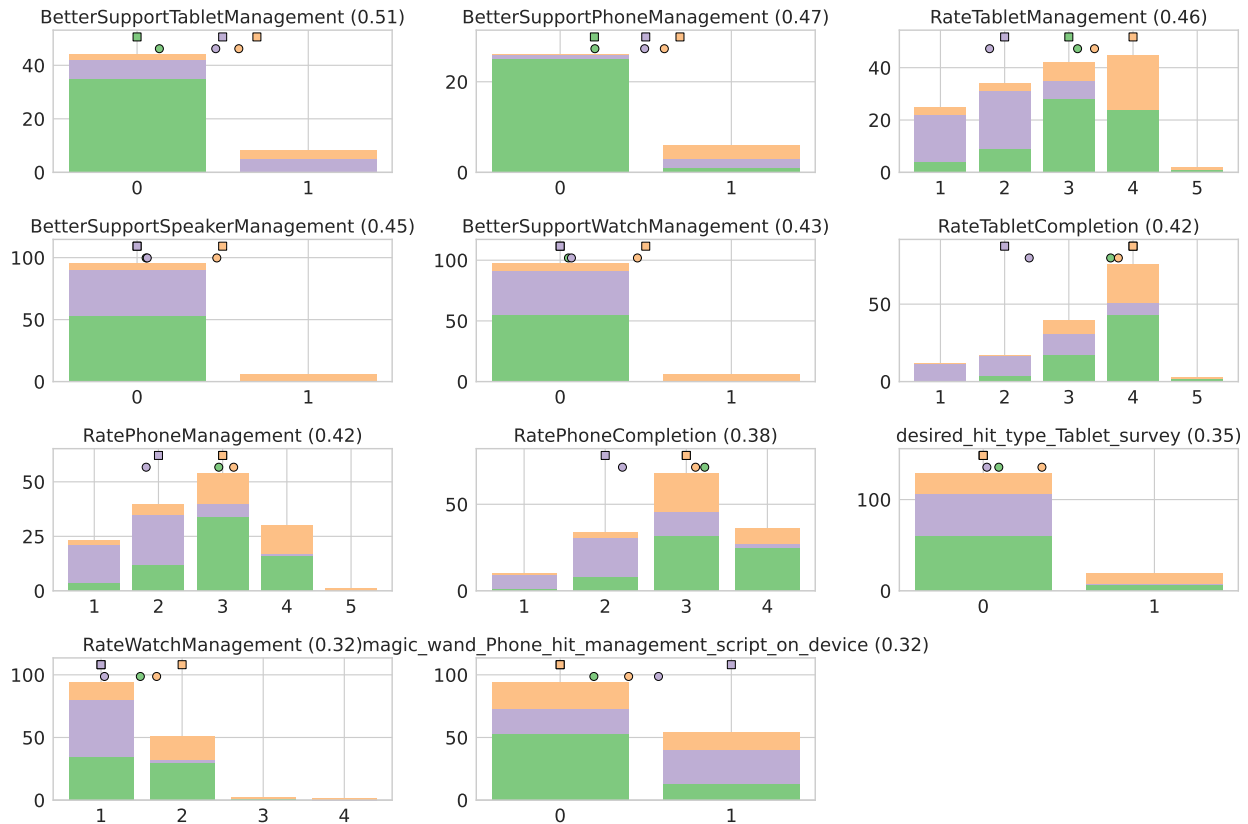 BetterSupportTabletManagement (0.51)
40
20
0
0 1
BetterSupportPhoneManagement (0.47)
20
0
0 1
RateTabletManagement (0.46)
40
20
0
1 2 3 4 5
BetterSupportSpeakerManagement (0.45)
100
50
0
0 1
BetterSupportWatchManagement (0.43)
100
50
0
0 1
RateTabletCompletion (0.42)
50
0
1 2 3 4 5
RatePhoneManagement (0.42)
50
25
0
1 2 3 4 5
RatePhoneCompletion (0.38)
50
0
1 2 3 4
desired_hit_type_Tablet_survey (0.35)
100
0
0 1
RateWatchManagement (0.32)
100
50
0
1 2 3 4
magic_wand_Phone_hit_management_script_on_device (0.32)
100
50
0
0 1